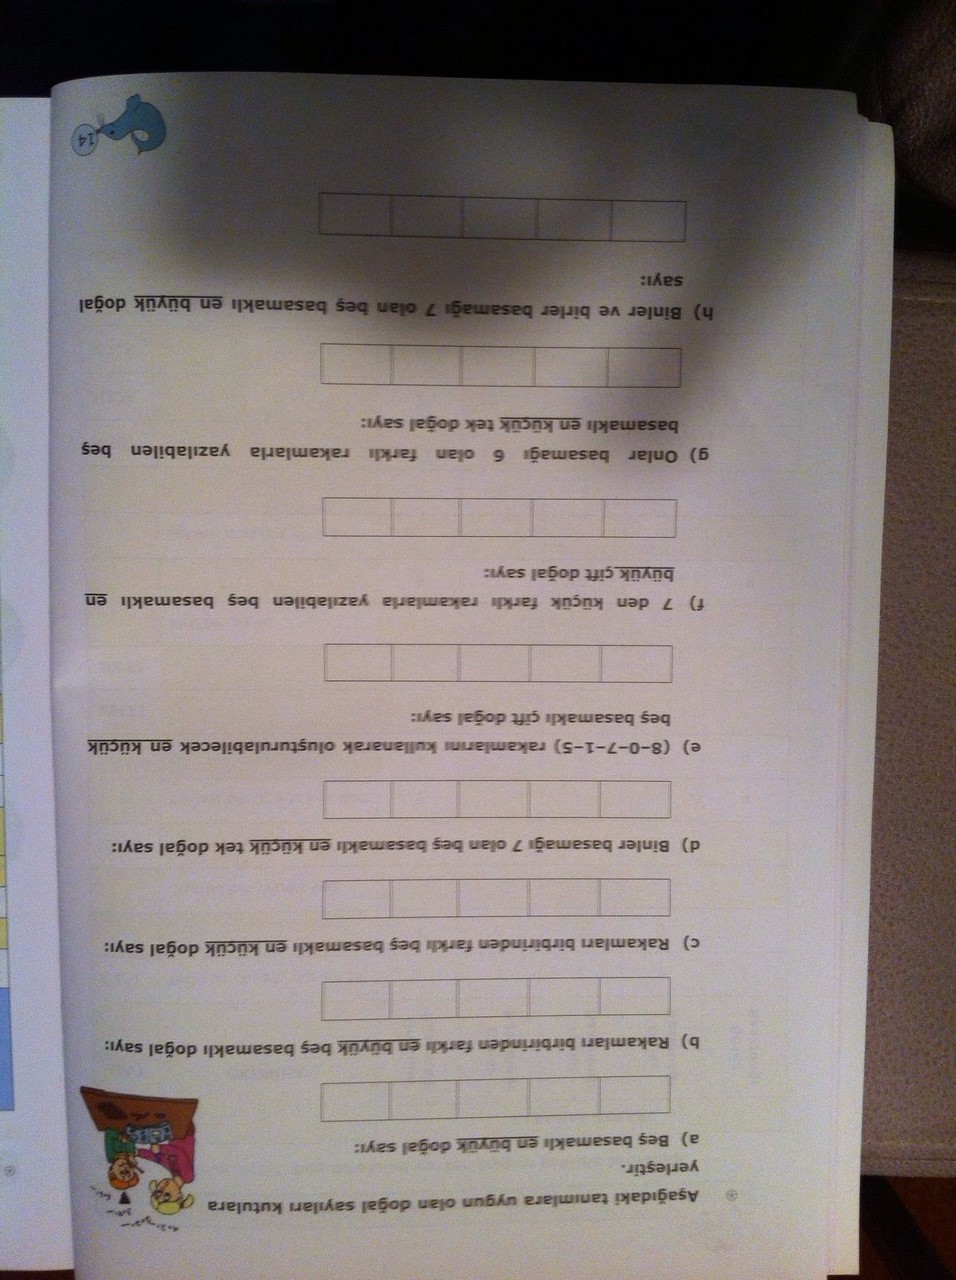 Aşağıdaki tanımlara uygun olan doğal sayıları kutulara
yerleştir.
a) Beş basamaklı en büyük doğal sayı:
b) Rakamları birbirinden farklı en büyük beş basamaklı doğal sayı:
c) Rakamları birbirinden farklı beş basamaklı en küçük doğal sayı:
d) Binler basamağı 7 olan beş basamaklı en küçük tek doğal sayı:
e) (8-0-7-1-5) rakamlarını kullanarak oluşturulabilecek en küçük
beş basamaklı çift doğal sayı:
f) 7 den küçük farklı rakamlarla yazılabilen beş basamaklı en
büyük çift doğal sayı:
g) Onlar basamağı 6 olan farklı rakamlarla yazılabilen beş
basamaklı en küçük tek doğal sayı:
h) Binler ve birler basamağı 7 olan beş basamaklı en büyük doğal
sayı:
14